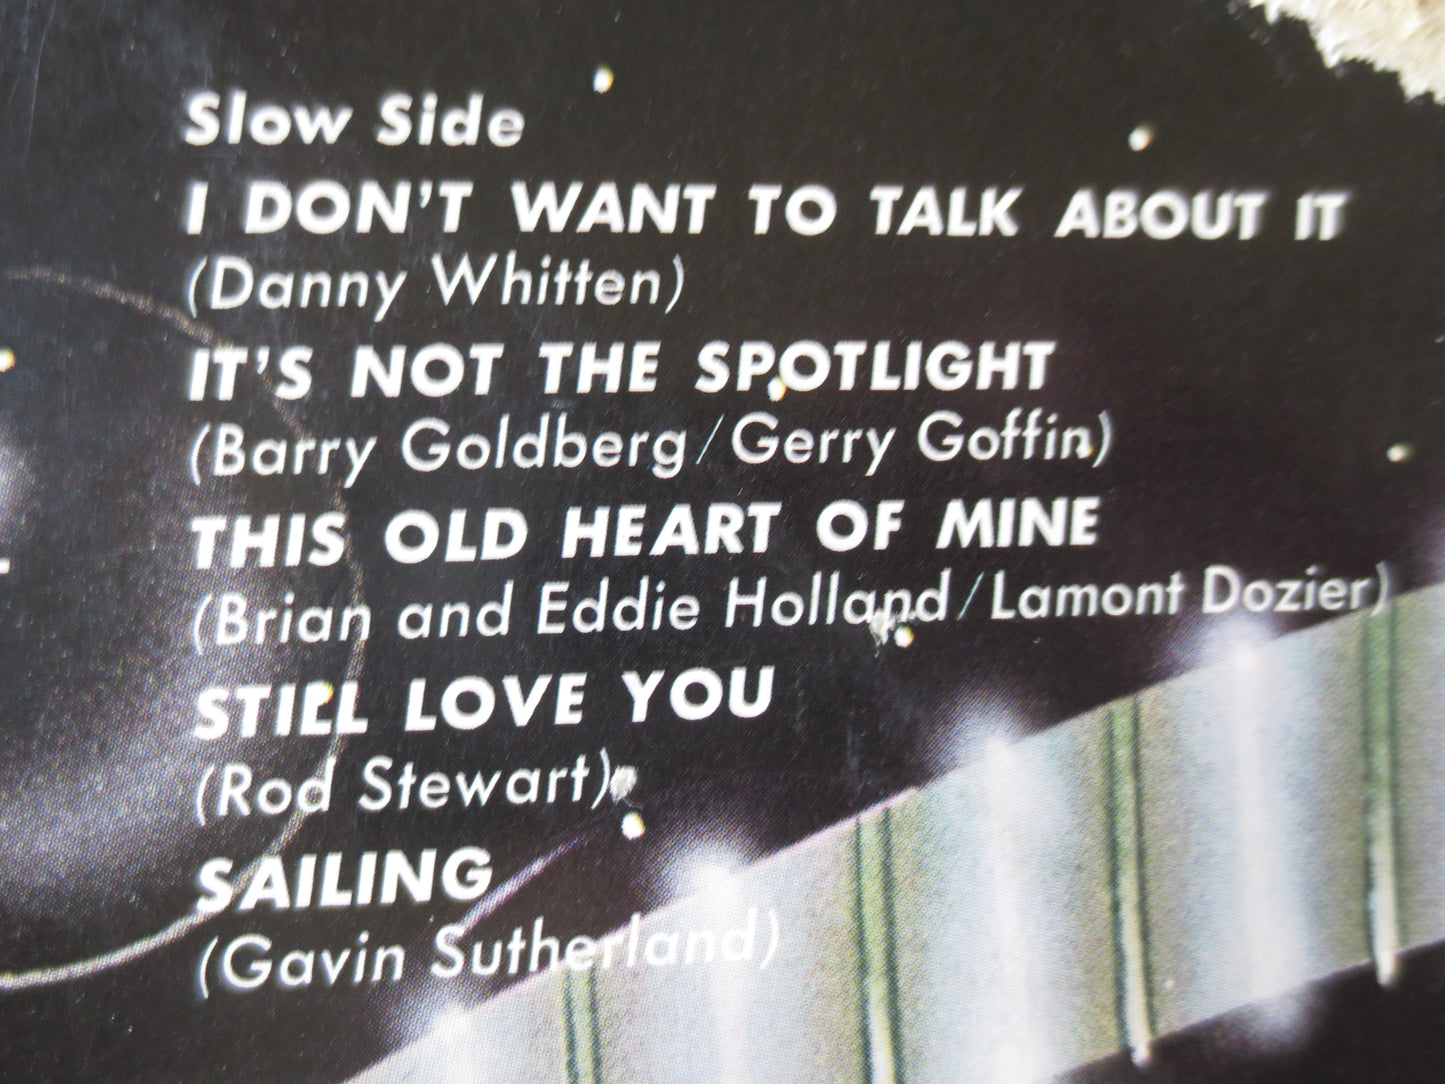 Slow Side
I DON'T WANT TO TALK ABOUT IT
(Danny Whitten)
IT'S NOT THE SPOTLIGHT
(Barry Goldberg/Gerry Goffin)
THIS OLD HEART OF MINE
(Brian and Eddie Holland/Lamont Dozier)
STILL LOVE YOU
(Rod Stewart)
SAILING
(Gavin Sutherland)